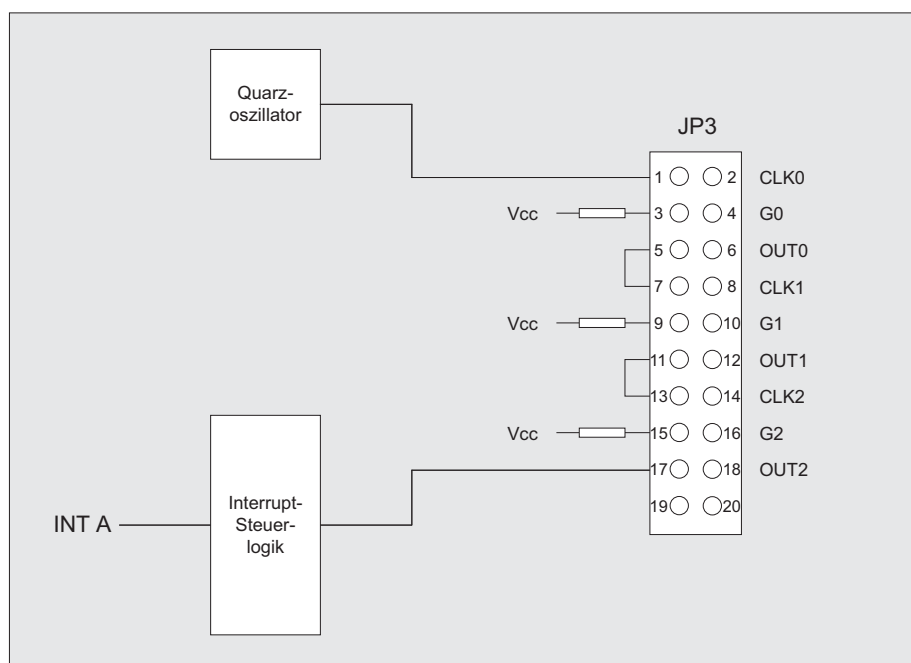 Quarz-
oszillator
JP3
1 2 CLK0
Vcc 3 4 G0
5 6 OUT0
7 8 CLK1
Vcc 9 10 G1
11 12 OUT1
13 14 CLK2
Vcc 15 16 G2
17 18 OUT2
19 20
INT A
Interrupt-
Steuer-
logik